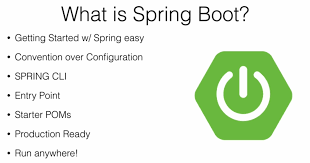 What is Spring Boot?
• Getting Started w/ Spring easy
• Convention over Configuration
• SPRING CLI
• Entry Point
• Starter POMs
• Production Ready
• Run anywhere!